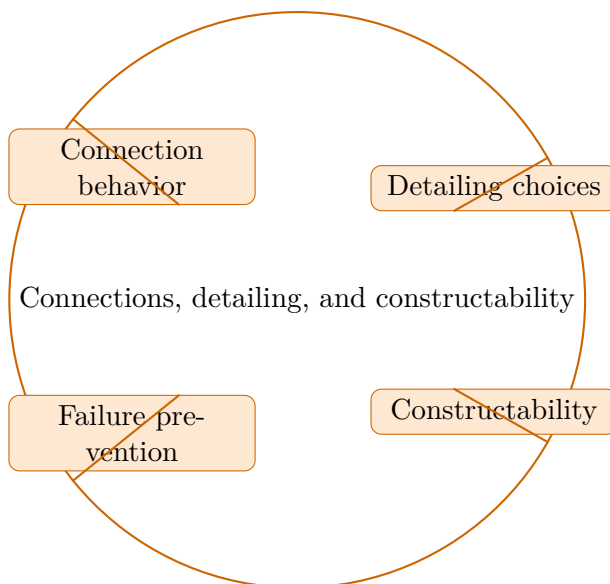 Connection
behavior
Detailing choices
Connections, detailing, and constructability
Failure pre-
vention
Constructability